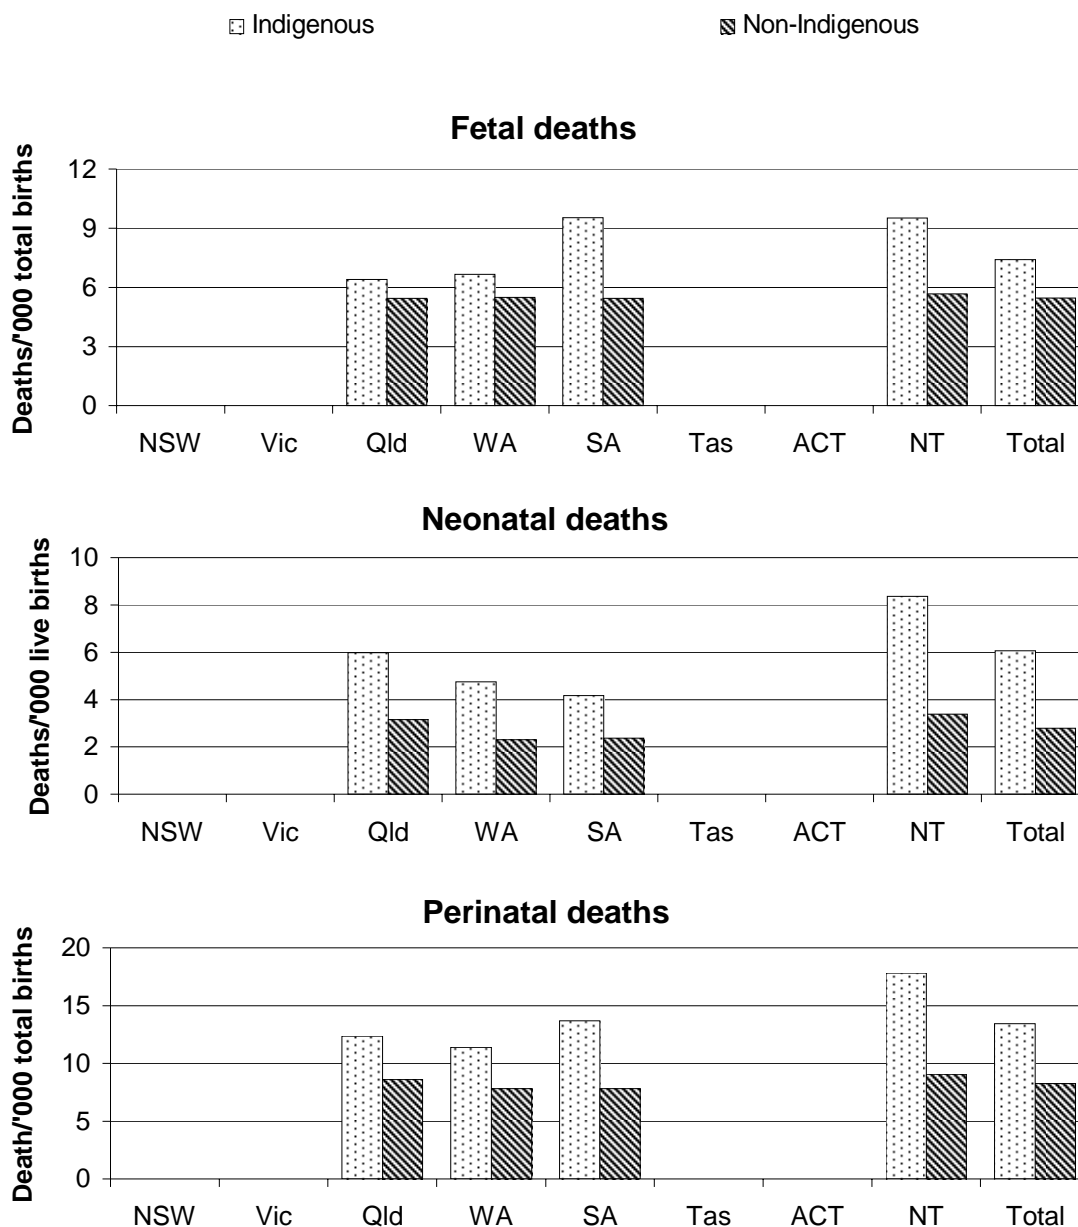 Indigenous Non-Indigenous
Fetal deaths
Deaths/'000 total births
12
9
6
3
0
NSW Vic Qld WA SA Tas ACT NT Total
Neonatal deaths
Deaths/'000 live births
10
8
6
4
2
0
NSW Vic Qld WA SA Tas ACT NT Total
Perinatal deaths
Death/'000 total births
20
15
10
5
0
NSW Vic Qld WA SA Tas ACT NT Total